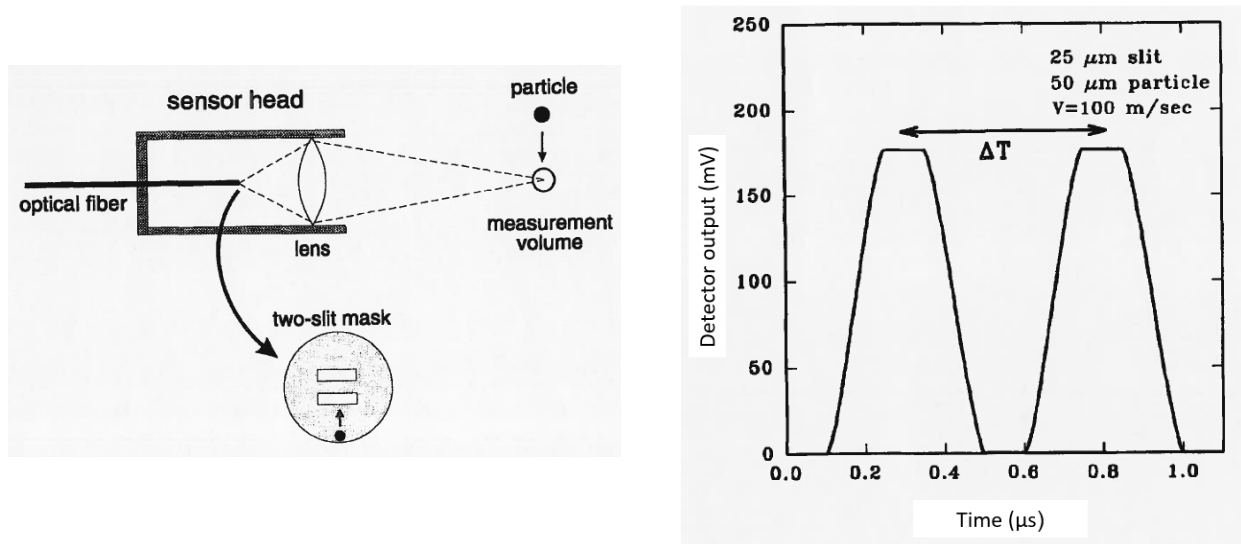 sensor head
particle
optical fiber
lens
measurement
volume
two-slit mask
250
200
150
100
50
0
Detector output (mV)
25 μm slit
50 μm particle
V=100 m/sec
ΔT
0.0
0.2
0.4
0.6
0.8
1.0
Time (μs)